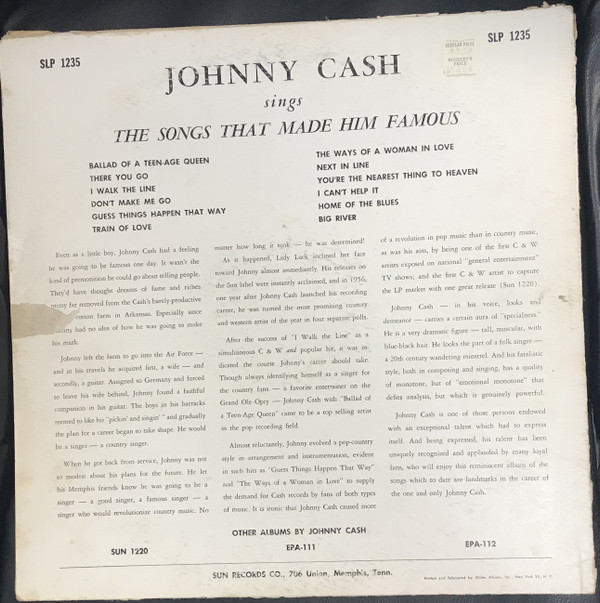 SLP 1235
SLP 1235
REGULAR PRICE
PRICE
JOHNNY CASH
sings
THE SONGS THAT MADE HIM FAMOUS
BALLAD OF A TEEN-AGE QUEEN
THERE YOU GO
I WALK THE LINE
DON'T MAKE ME GO
GUESS THINGS HAPPEN THAT WAY
TRAIN OF LOVE
THE WAYS OF A WOMAN IN LOVE
NEXT IN LINE
YOU'RE THE NEAREST THING TO HEAVEN
I CAN'T HELP IT
HOME OF THE BLUES
BIG RIVER
Even as a little boy, Johnny Cash had a feeling
he was going to be famous one day. It wasn't the
kind of premonition he could go about telling people.
They'd have thought dreams of fame and riches
far removed from the Cash's barely-productive
cotton farm in Arkansas. Especially since
Johnny had no idea of how he was going to make
his mark.
Johnny left the farm to go into the Air Force —
and in his travels he acquired first, a wife — and
secondly, a guitar. Assigned to Germany and forced
to leave his wife behind, Johnny found a faithful
companion in his guitar. The boys in his barracks
seemed to like his "pickin' and singin' " and gradually
the plan for a career began to take shape. He would
be a singer — a country singer.
When he got back from service, Johnny was not
so modest about his plans for the future. He let
his Memphis friends know he was going to be a
singer — a good singer, a famous singer — a
singer who would revolutionize country music. No
matter how long it took — he was determined!
As it happened, Lady Luck inclined her face
toward Johnny almost immediately. His releases on
the Sun label were instantly acclaimed, and in 1956,
one year after Johnny Cash launched his recording
career, he was named the most promising country
and western artist of the year in four separate polls.
After the success of "I Walk the Line" as a
simultaneous C & W and popular hit, it was in-
dicated the course Johnny's career should take.
Though always identifying himself as a singer for
the country fans — a favorite entertainer on the
Grand Ole Opry — Johnny Cash with "Ballad of
a Teen-Age Queen" came to be a top selling artist
in the pop recording field.
Almost reluctantly, Johnny evolved a pop-country
style in arrangement and instrumentation, evident
in such hits as "Guess Things Happen That Way"
and "The Ways of a Woman in Love" to supply
the demand for Cash records by fans of both types
of music. It is ironic that Johnny Cash caused more
of a revolution in pop music than in country music,
as was his aim, by being one of the first C & W
artists exposed on national "general entertainment"
TV shows; and the first C & W artist to capture
the LP market with one great release (Sun 1220).
Johnny Cash — in his voice, looks and
demeanor — carries a certain aura of "specialness."
He is a very dramatic figure — tall, muscular, with
blue-black hair. He looks the part of a folk singer —
a 20th century wandering minstrel. And his fatalistic
style, both in composing and singing, has a quality
of monotone, but of "emotional monotone" that
defies analysis, but which is genuinely powerful.
Johnny Cash is one of those persons endowed
with an exceptional talent which had to express
itself. And being expressed, his talent has been
uniquely recognized and applauded by many loyal
fans, who will enjoy this reminiscent album of the
songs which to date are landmarks in the career of
the one and only Johnny Cash.
OTHER ALBUMS BY JOHNNY CASH
SUN 1220 EPA-111 EPA-112
SUN RECORDS CO., 706 Union, Memphis, Tenn.